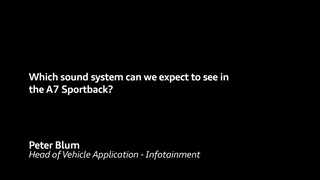 Which sound system can we expect to see in
the A7 Sportback?
Peter Blum
Head of Vehicle Application - Infotainment